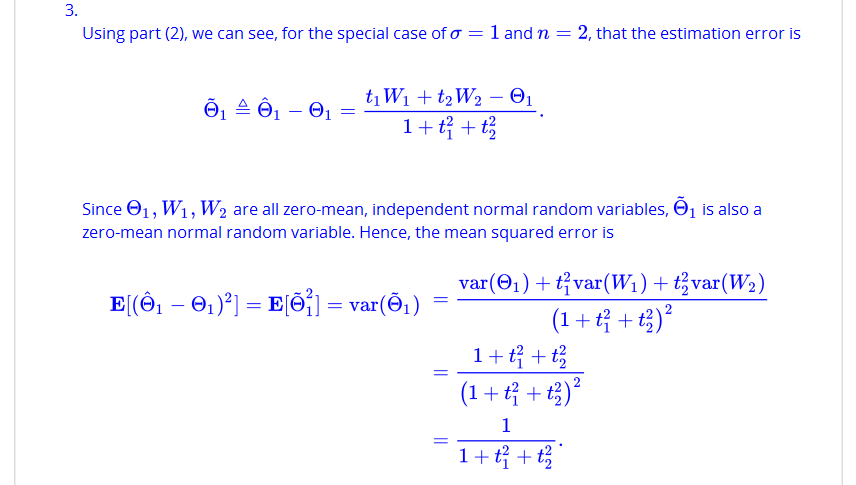 3.
Using part (2), we can see, for the special case of σ = 1 and n = 2, that the estimation error is
Θ̃₁ ≜ Θ̂₁ − Θ₁ = (t₁W₁ + t₂W₂ − Θ₁) / (1 + t₁² + t₂²).
Since Θ₁, W₁, W₂ are all zero-mean, independent normal random variables, Θ̃₁ is also a
zero-mean normal random variable. Hence, the mean squared error is
E[(Θ̂₁ − Θ₁)²] = E[Θ̃₁²] = var(Θ̃₁) = (var(Θ₁) + t₁²var(W₁) + t₂²var(W₂)) / (1 + t₁² + t₂²)²
= (1 + t₁² + t₂²) / (1 + t₁² + t₂²)²
= 1 / (1 + t₁² + t₂²).